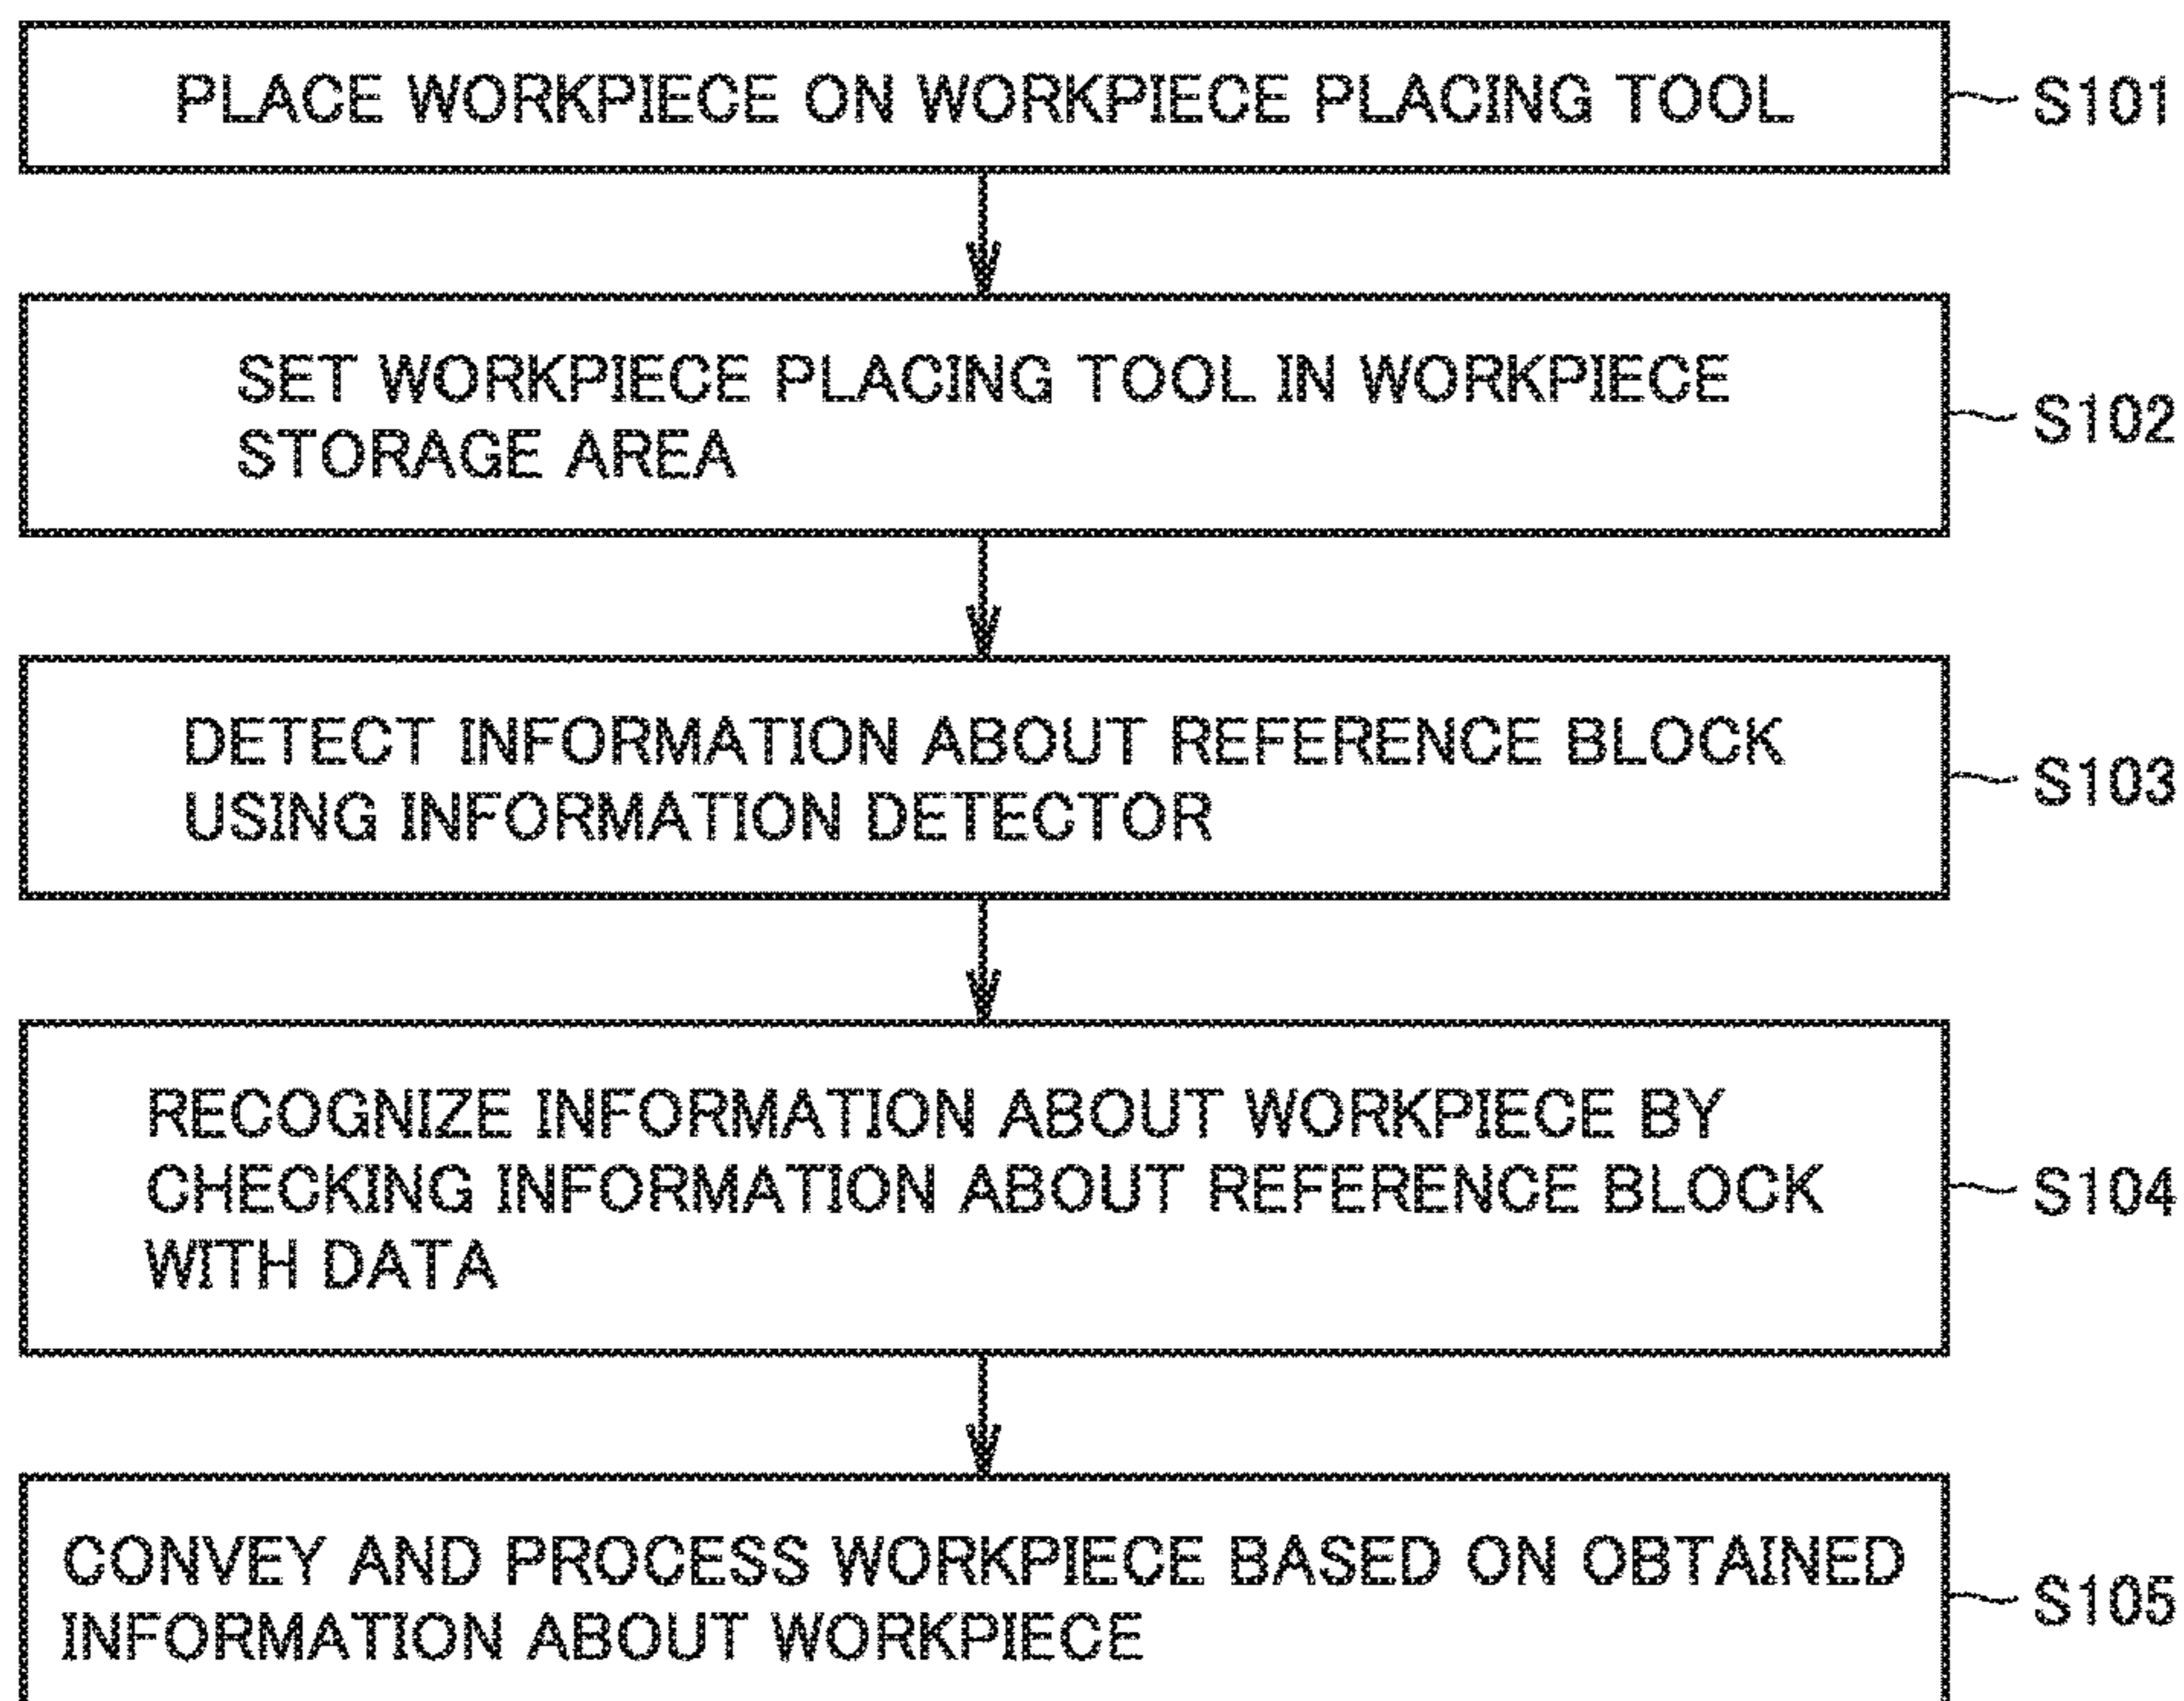 PLACE WORKPIECE ON WORKPIECE PLACING TOOL
S101
SET WORKPIECE PLACING TOOL IN WORKPIECE
STORAGE AREA
S102
DETECT INFORMATION ABOUT REFERENCE BLOCK
USING INFORMATION DETECTOR
S103
RECOGNIZE INFORMATION ABOUT WORKPIECE BY
CHECKING INFORMATION ABOUT REFERENCE BLOCK
WITH DATA
S104
CONVEY AND PROCESS WORKPIECE BASED ON OBTAINED
INFORMATION ABOUT WORKPIECE
S105